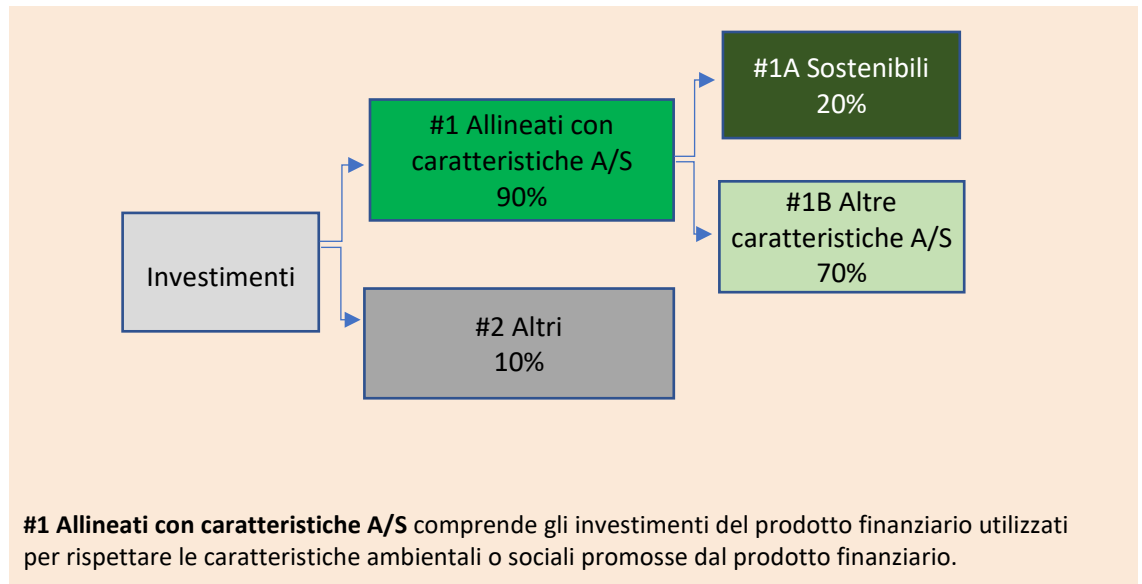 #1A Sostenibili
20%
#1 Allineati con
caratteristiche A/S
90%
#1B Altre
caratteristiche A/S
70%
Investimenti
#2 Altri
10%
#1 Allineati con caratteristiche A/S comprende gli investimenti del prodotto finanziario utilizzati
per rispettare le caratteristiche ambientali o sociali promosse dal prodotto finanziario.